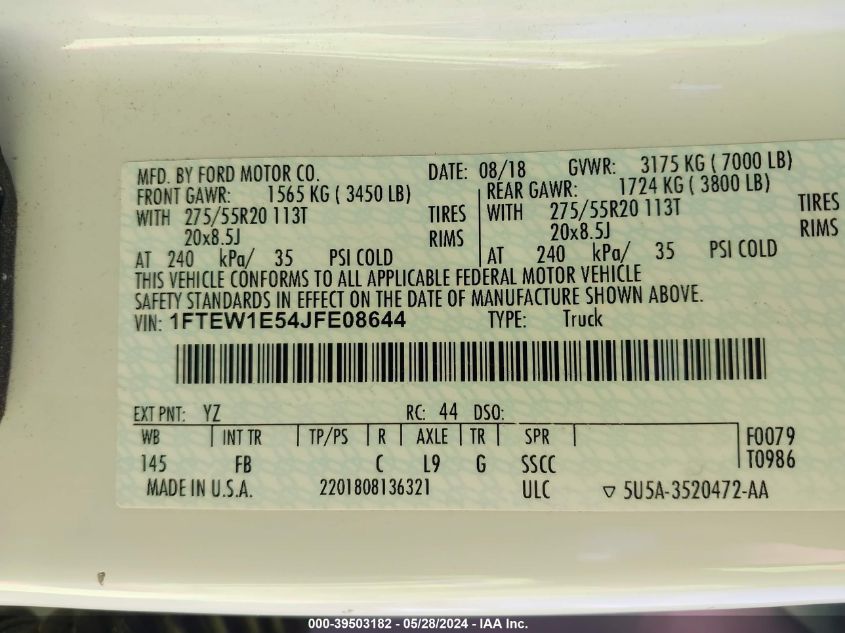 MFD. BY FORD MOTOR CO. DATE: 08/18 GVWR: 3175 KG ( 7000 LB)
FRONT GAWR: 1565 KG ( 3450 LB) REAR GAWR: 1724 KG ( 3800 LB)
WITH 275/55R20 113T TIRES WITH 275/55R20 113T TIRES
20x8.5J RIMS 20x8.5J RIMS
AT 240 kPa/ 35 PSI COLD AT 240 kPa/ 35 PSI COLD
THIS VEHICLE CONFORMS TO ALL APPLICABLE FEDERAL MOTOR VEHICLE
SAFETY STANDARDS IN EFFECT ON THE DATE OF MANUFACTURE SHOWN ABOVE.
VIN: 1FTEW1E54JFE08644 TYPE: Truck
EXT PNT: YZ RC: 44 DSO:
WB INT TR TP/PS R AXLE TR SPR F0079
145 FB C L9 G SSCC T0986
MADE IN U.S.A. 2201808136321 ULC ▽ 5U5A-3520472-AA
000-39503182 - 05/28/2024 - IAA Inc.